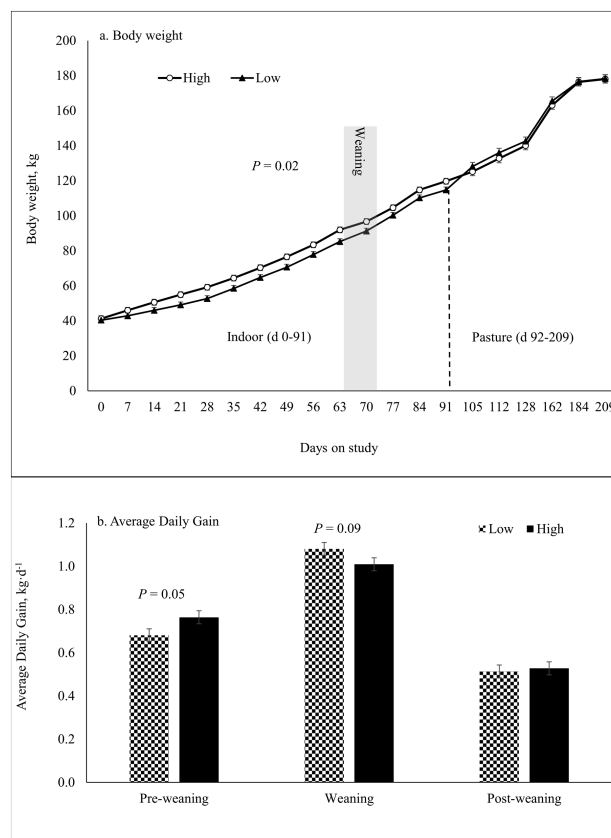 a. Body weight
High
Low
Weaning
P = 0.02
Body weight, kg
200
180
160
140
120
100
80
60
40
20
0
Indoor (d 0-91)
Pasture (d 92-209)
0 7 14 21 28 35 42 49 56 63 70 77 84 91 105 112 128 162 184 209
Days on study
b. Average Daily Gain
P = 0.09
Low
High
P = 0.05
Average Daily Gain, kg·d-1
1.2
1.0
0.8
0.6
0.4
0.2
0.0
Pre-weaning
Weaning
Post-weaning